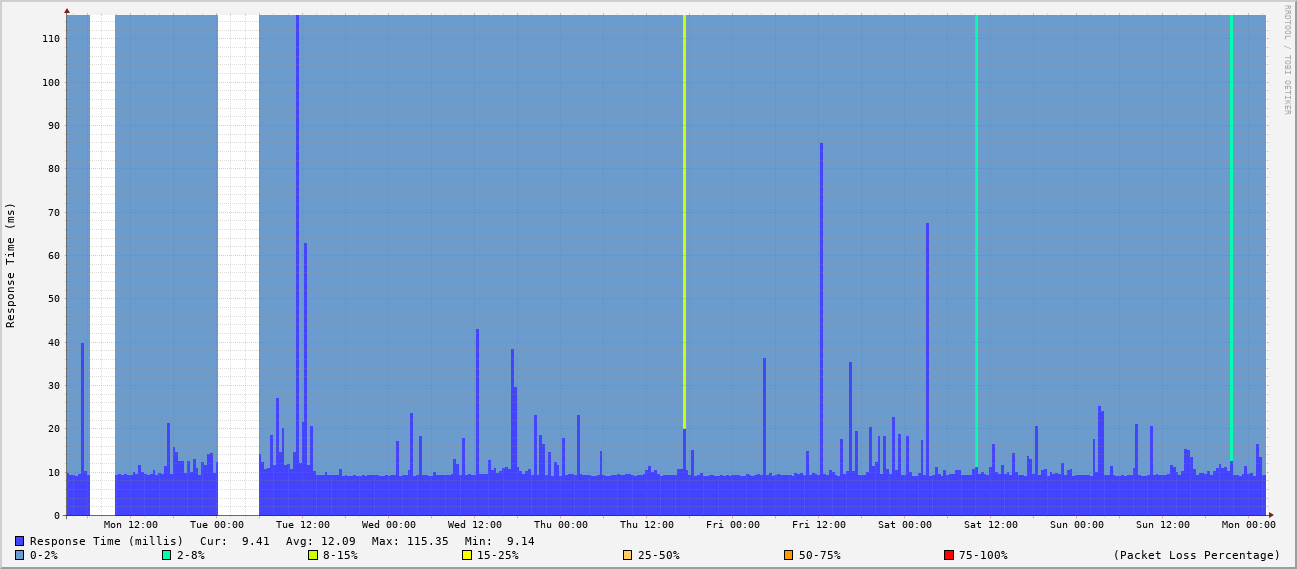 RRDTOOL / TOBI OETIKER
Response Time (ms)
110
100
90
80
70
60
50
40
30
20
10
0
Mon 12:00 Tue 00:00 Tue 12:00 Wed 00:00 Wed 12:00 Thu 00:00 Thu 12:00 Fri 00:00 Fri 12:00 Sat 00:00 Sat 12:00 Sun 00:00 Sun 12:00 Mon 00:00
Response Time (millis) Cur: 9.41 Avg: 12.09 Max: 115.35 Min: 9.14
0-2% 2-8% 8-15% 15-25% 25-50% 50-75% 75-100% (Packet Loss Percentage)